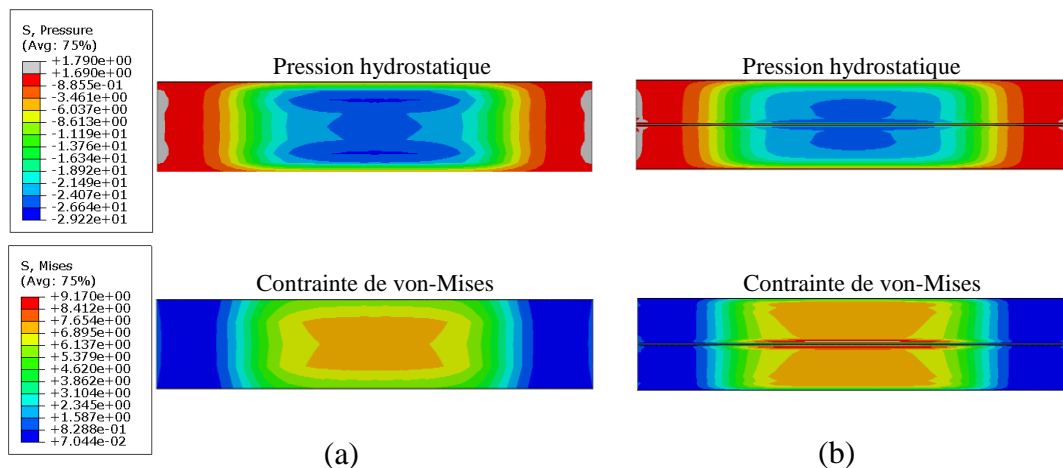 S, Pressure
(Avg: 75%)
+1.790e+00
+1.690e+00
-8.855e-01
-3.461e+00
-6.037e+00
-8.613e+00
-1.119e+01
-1.376e+01
-1.634e+01
-1.892e+01
-2.149e+01
-2.407e+01
-2.664e+01
-2.922e+01
Pression hydrostatique
Pression hydrostatique
S, Mises
(Avg: 75%)
+9.170e+00
+8.412e+00
+7.654e+00
+6.895e+00
+6.137e+00
+5.379e+00
+4.620e+00
+3.862e+00
+3.104e+00
+2.345e+00
+1.587e+00
+8.288e-01
+7.044e-02
Contrainte de von-Mises
Contrainte de von-Mises
(a)
(b)